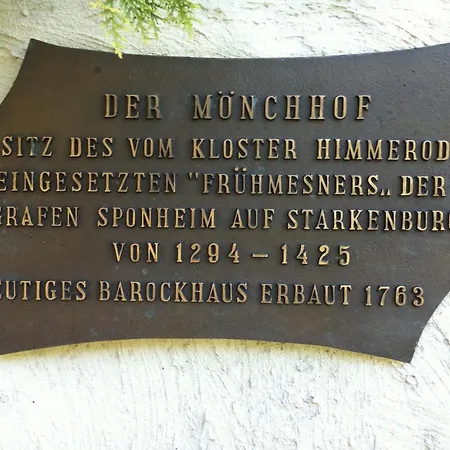 DER MÖNCHHOF
SITZ DES VOM KLOSTER HIMMEROD
EINGESETZTEN "FRÜHMESNERS„ DER
GRAFEN SPONHEIM AUF STARKENBURG
VON 1294 – 1425
EUTIGES BAROCKHAUS ERBAUT 1763